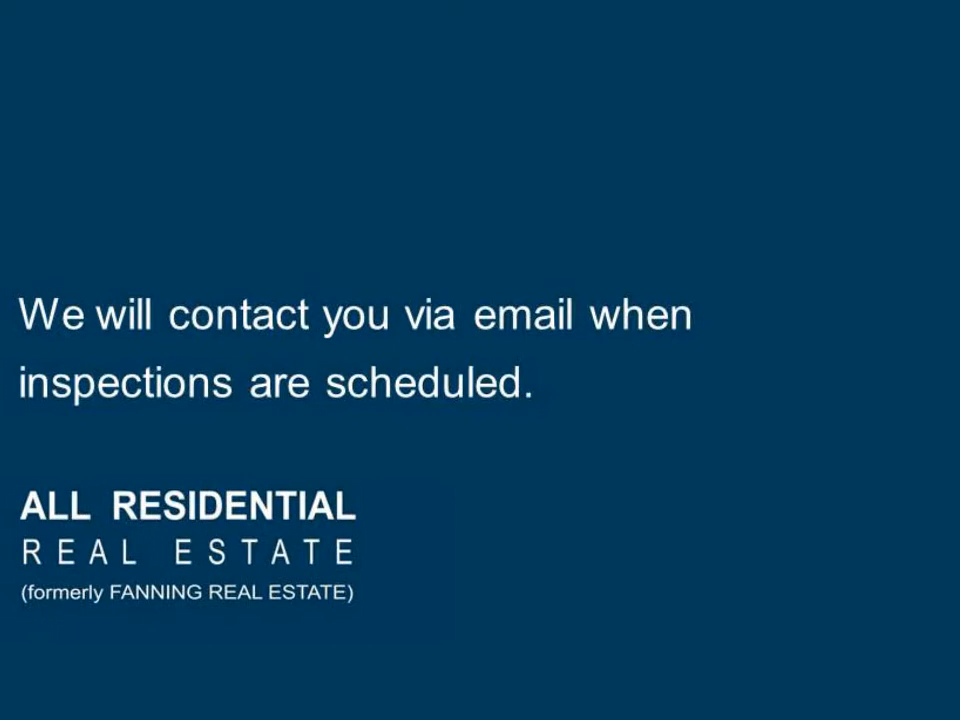 We will contact you via email when
inspections are scheduled.
ALL RESIDENTIAL
REAL ESTATE
(formerly FANNING REAL ESTATE)